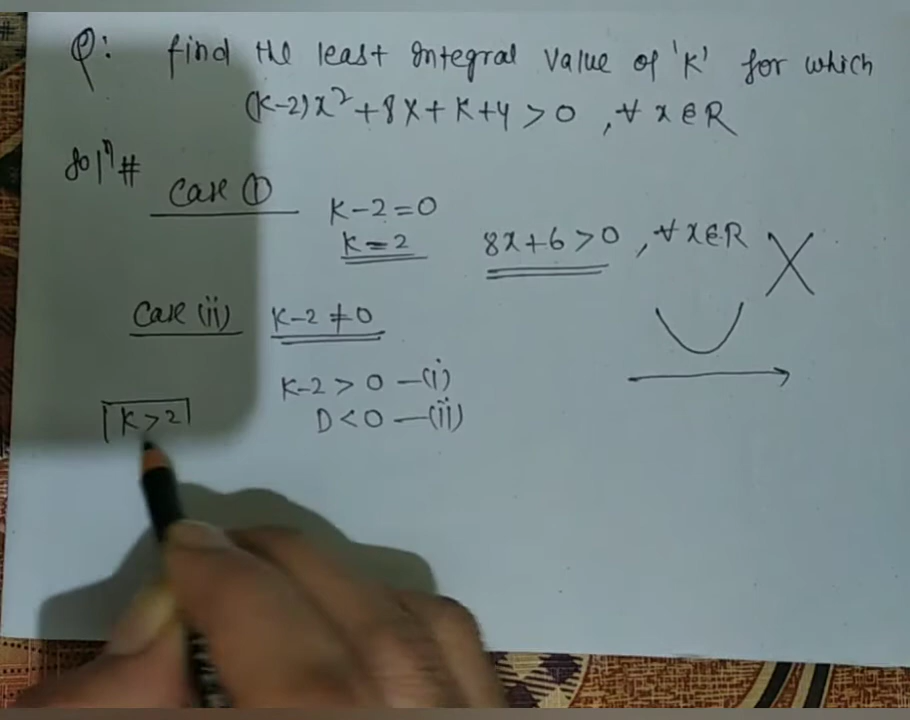 Q: find the least integral value of 'K' for which
(K-2)x² + 8x + K+4 > 0 , ∀ x ∈ R
Solⁿ #
Case ①
K-2=0
K=2
8x+6 > 0 , ∀ x ∈ R
Case (ii) K-2 ≠ 0
K-2 > 0 —(i)
K>2 D < 0 —(ii)